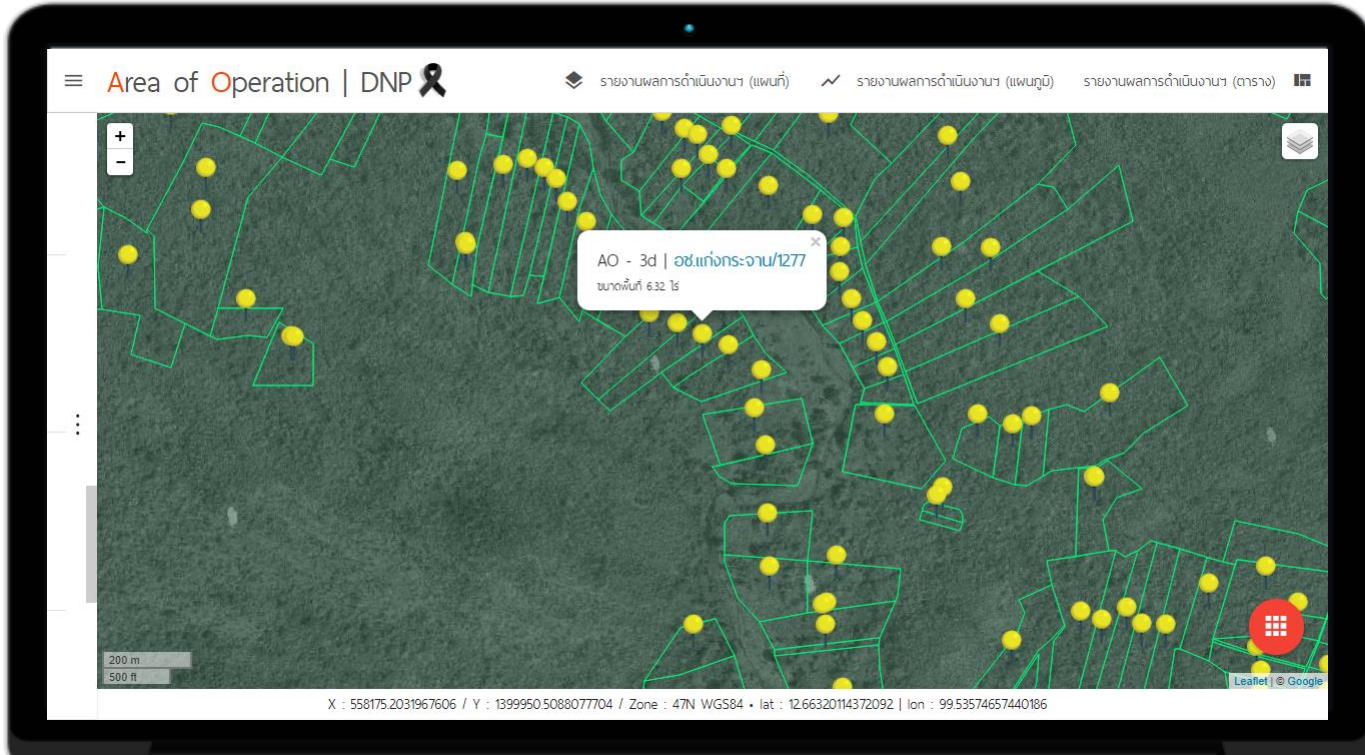 Area of Operation | DNP
รายงานผลการดำเนินงานฯ (แผนที่)
รายงานผลการดำเนินงานฯ (แผนภูมิ)
รายงานผลการดำเนินงานฯ (ตาราง)
+
−
×
AO - 3d | อช.แก่งกระจาน/1277
ขนาดพื้นที่ 6.32 ไร่
200 m
500 ft
Leaflet | © Google
X : 558175.2031967606 / Y : 1399950.5088077704 / Zone : 47N WGS84 • lat : 12.66320114372092 | lon : 99.53574657440186